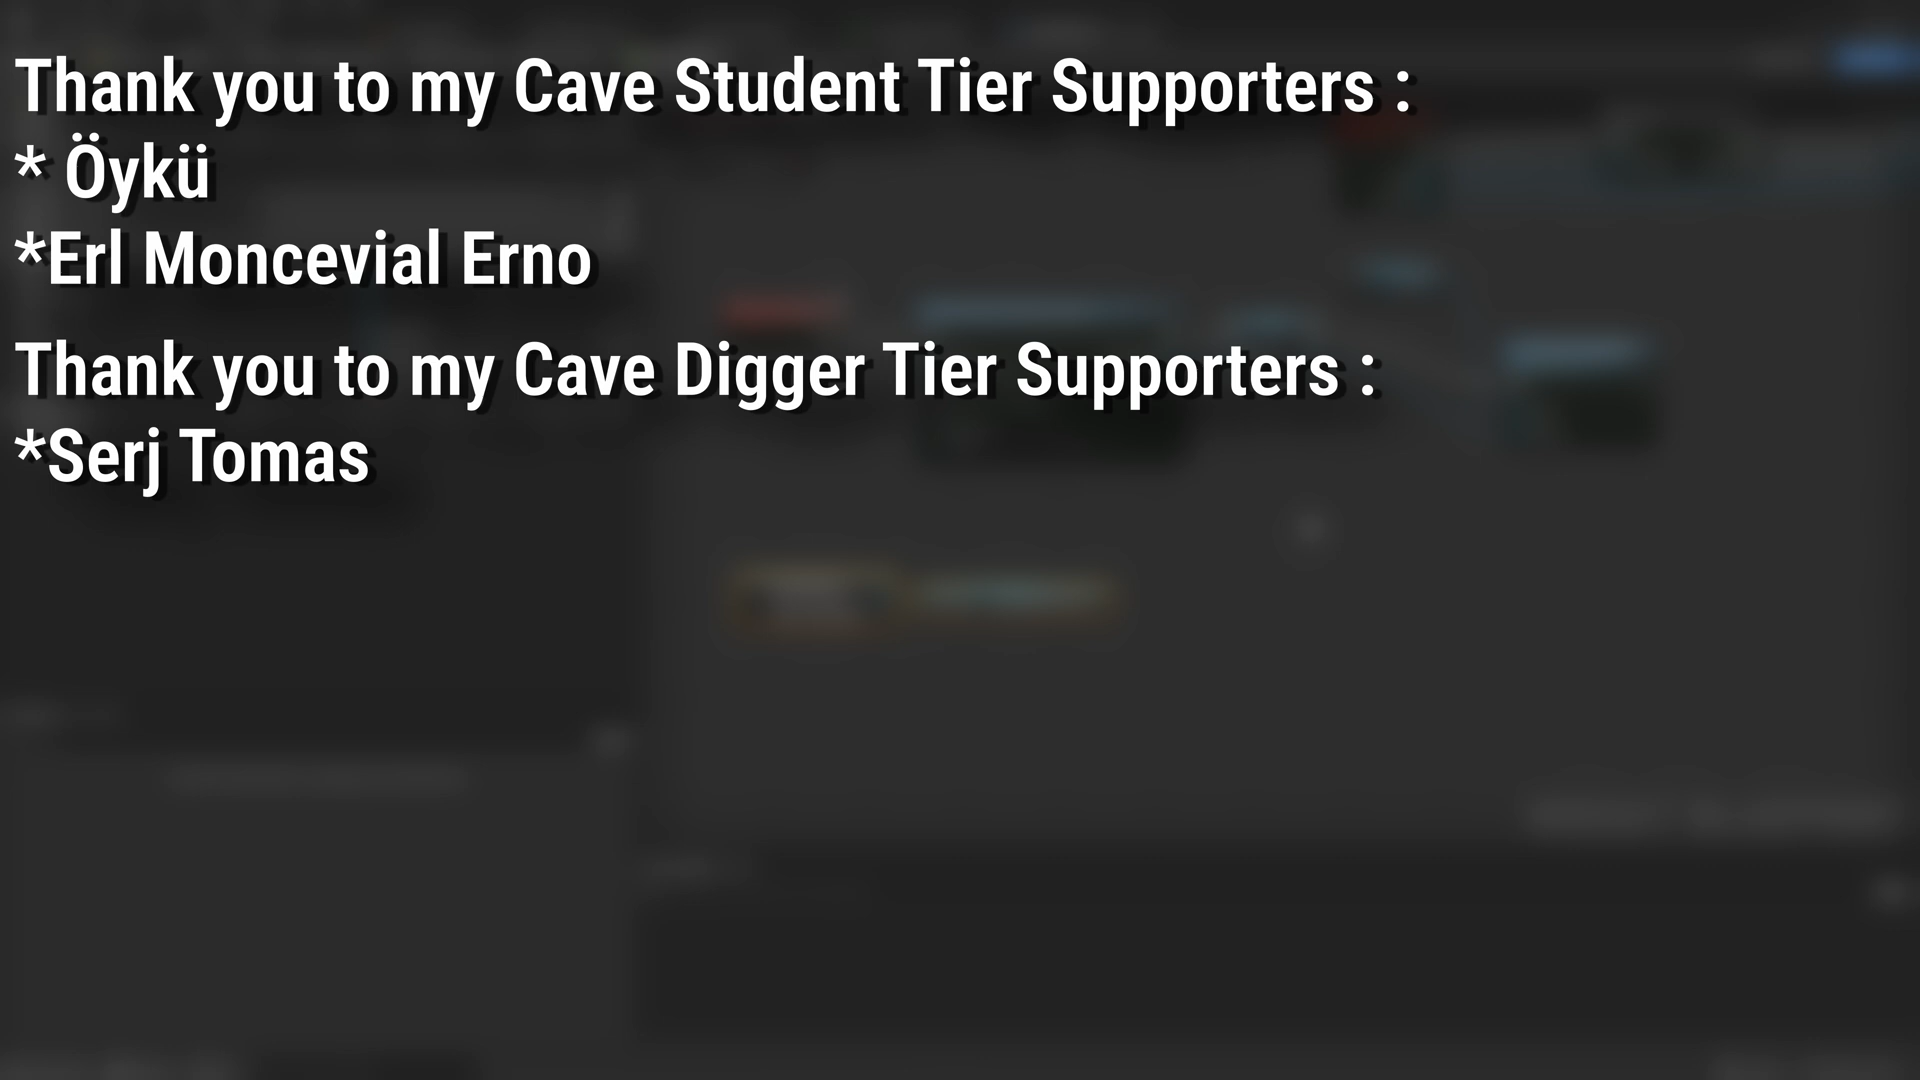 Thank you to my Cave Student Tier Supporters :
* Öykü
*Erl Moncevial Erno
Thank you to my Cave Digger Tier Supporters :
*Serj Tomas